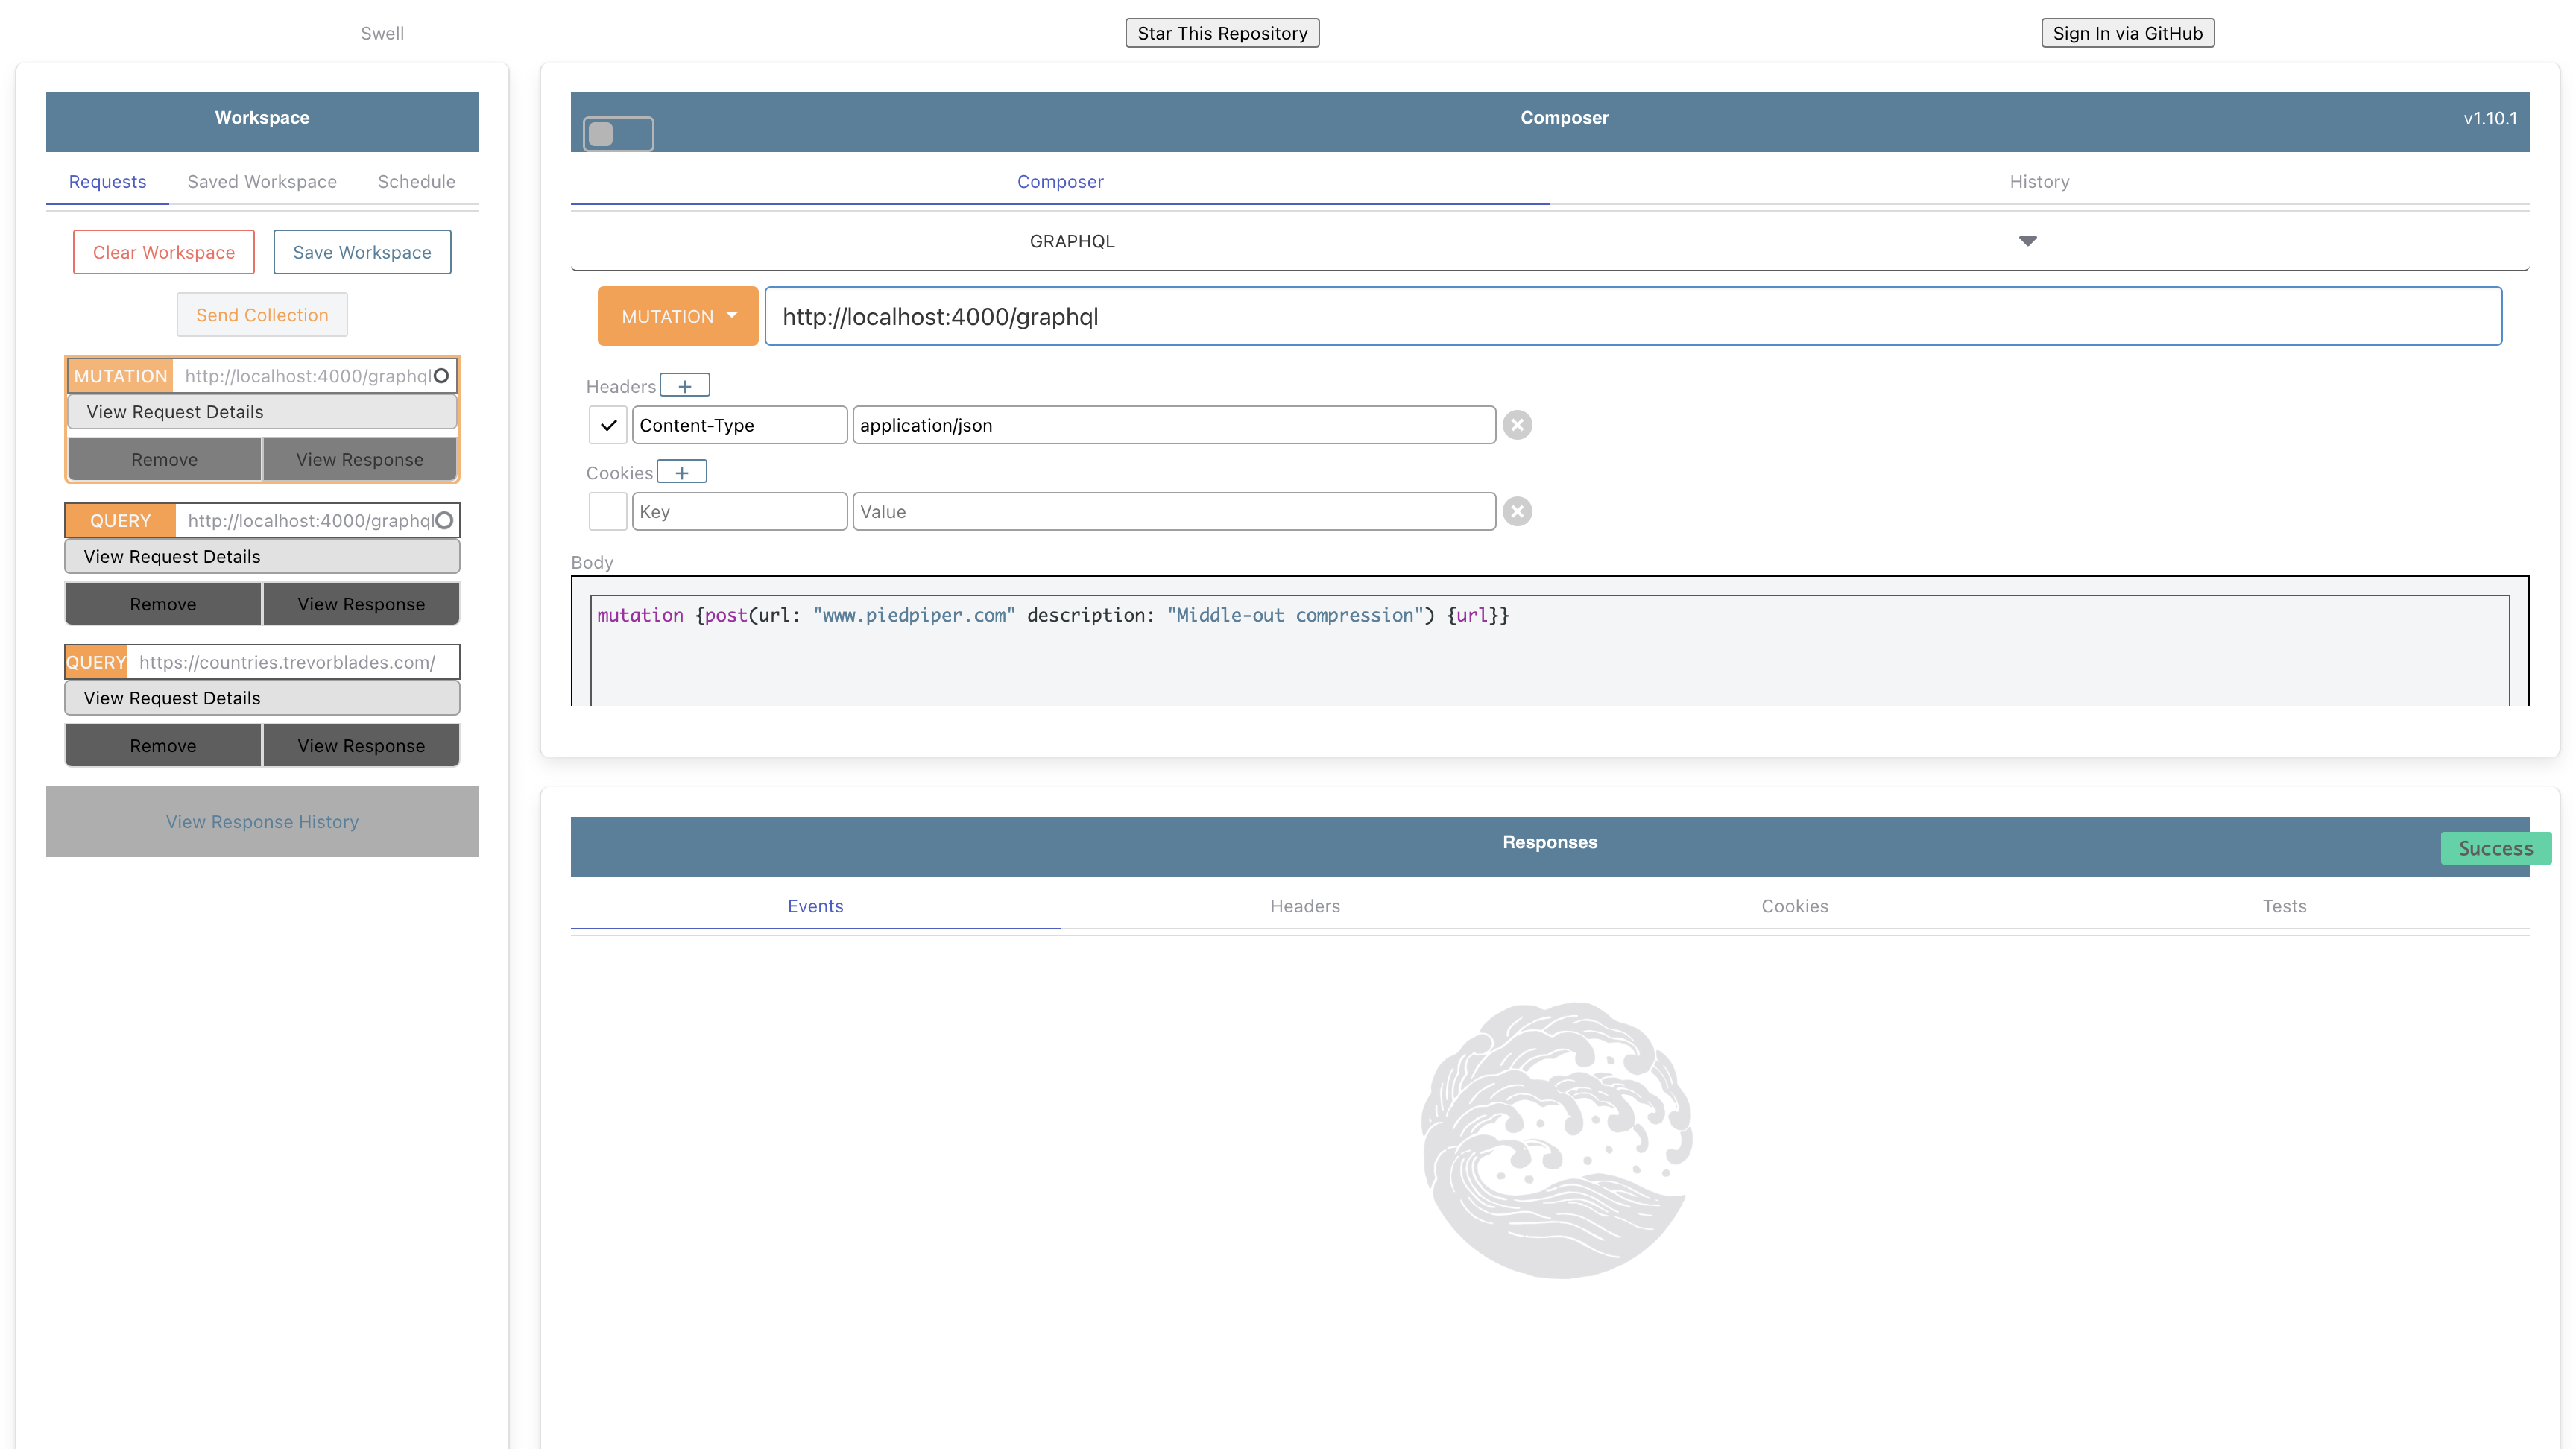 Swell
Star This Repository
Sign In via GitHub
Workspace
Requests
Saved Workspace
Schedule
Clear Workspace
Save Workspace
Send Collection
MUTATION http://localhost:4000/graphql
View Request Details
Remove
View Response
QUERY http://localhost:4000/graphql
View Request Details
Remove
View Response
QUERY https://countries.trevorblades.com/
View Request Details
Remove
View Response
View Response History
Composer
v1.10.1
Composer
History
GRAPHQL
MUTATION
http://localhost:4000/graphql
Headers +
Content-Type
application/json
Cookies +
Key
Value
Body
mutation {post(url: "www.piedpiper.com" description: "Middle-out compression") {url}}
Responses
Success
Events
Headers
Cookies
Tests